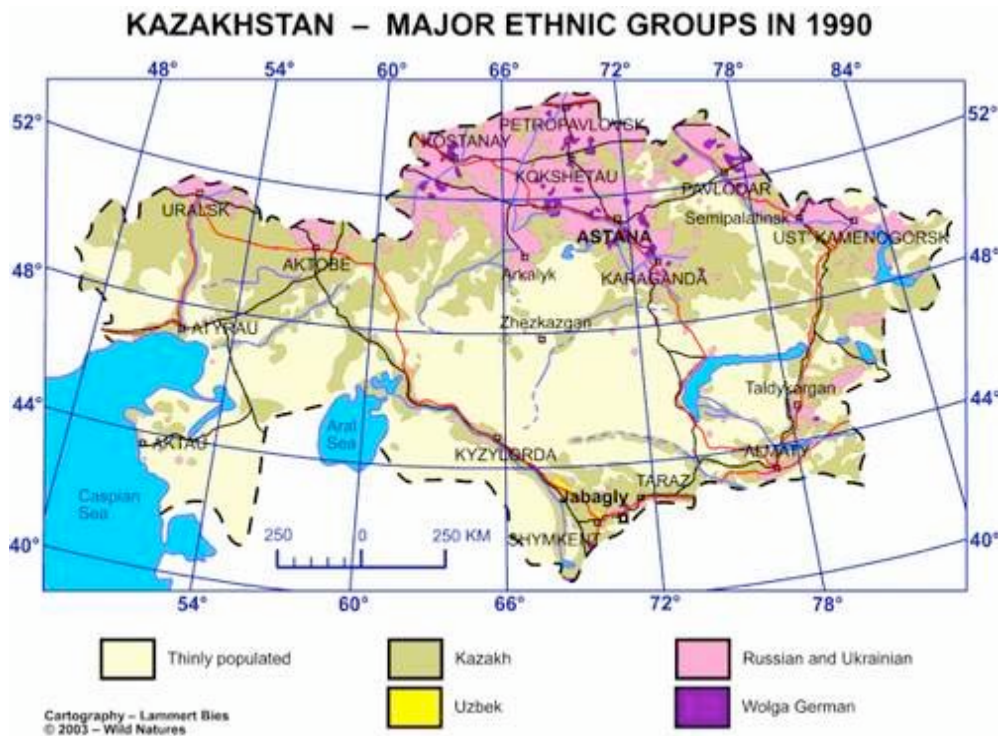 KAZAKHSTAN – MAJOR ETHNIC GROUPS IN 1990
48° 54° 60° 66° 72° 78° 84°
52° 52°
PETROPAVLOVSK
KOSTANAY
KOKSHETAU
PAVLODAR
URALSK
Semipalatinsk
ASTANA
UST' KAMENOGORSK
48° 48°
AKTOBE
Arkalyk
KARAGANDA
Zhezkazgan
ATYRAU
Taldykorgan
44° 44°
Aral
Sea
AKTAU
KYZYLORDA
ALMATY
TARAZ
Caspian
Sea
Jabagly
250 0 250 KM
SHYMKENT
40° 40°
54° 60° 66° 72° 78°
Thinly populated
Kazakh
Russian and Ukrainian
Uzbek
Wolga German
Cartography – Lammert Bies
© 2003 – Wild Natures